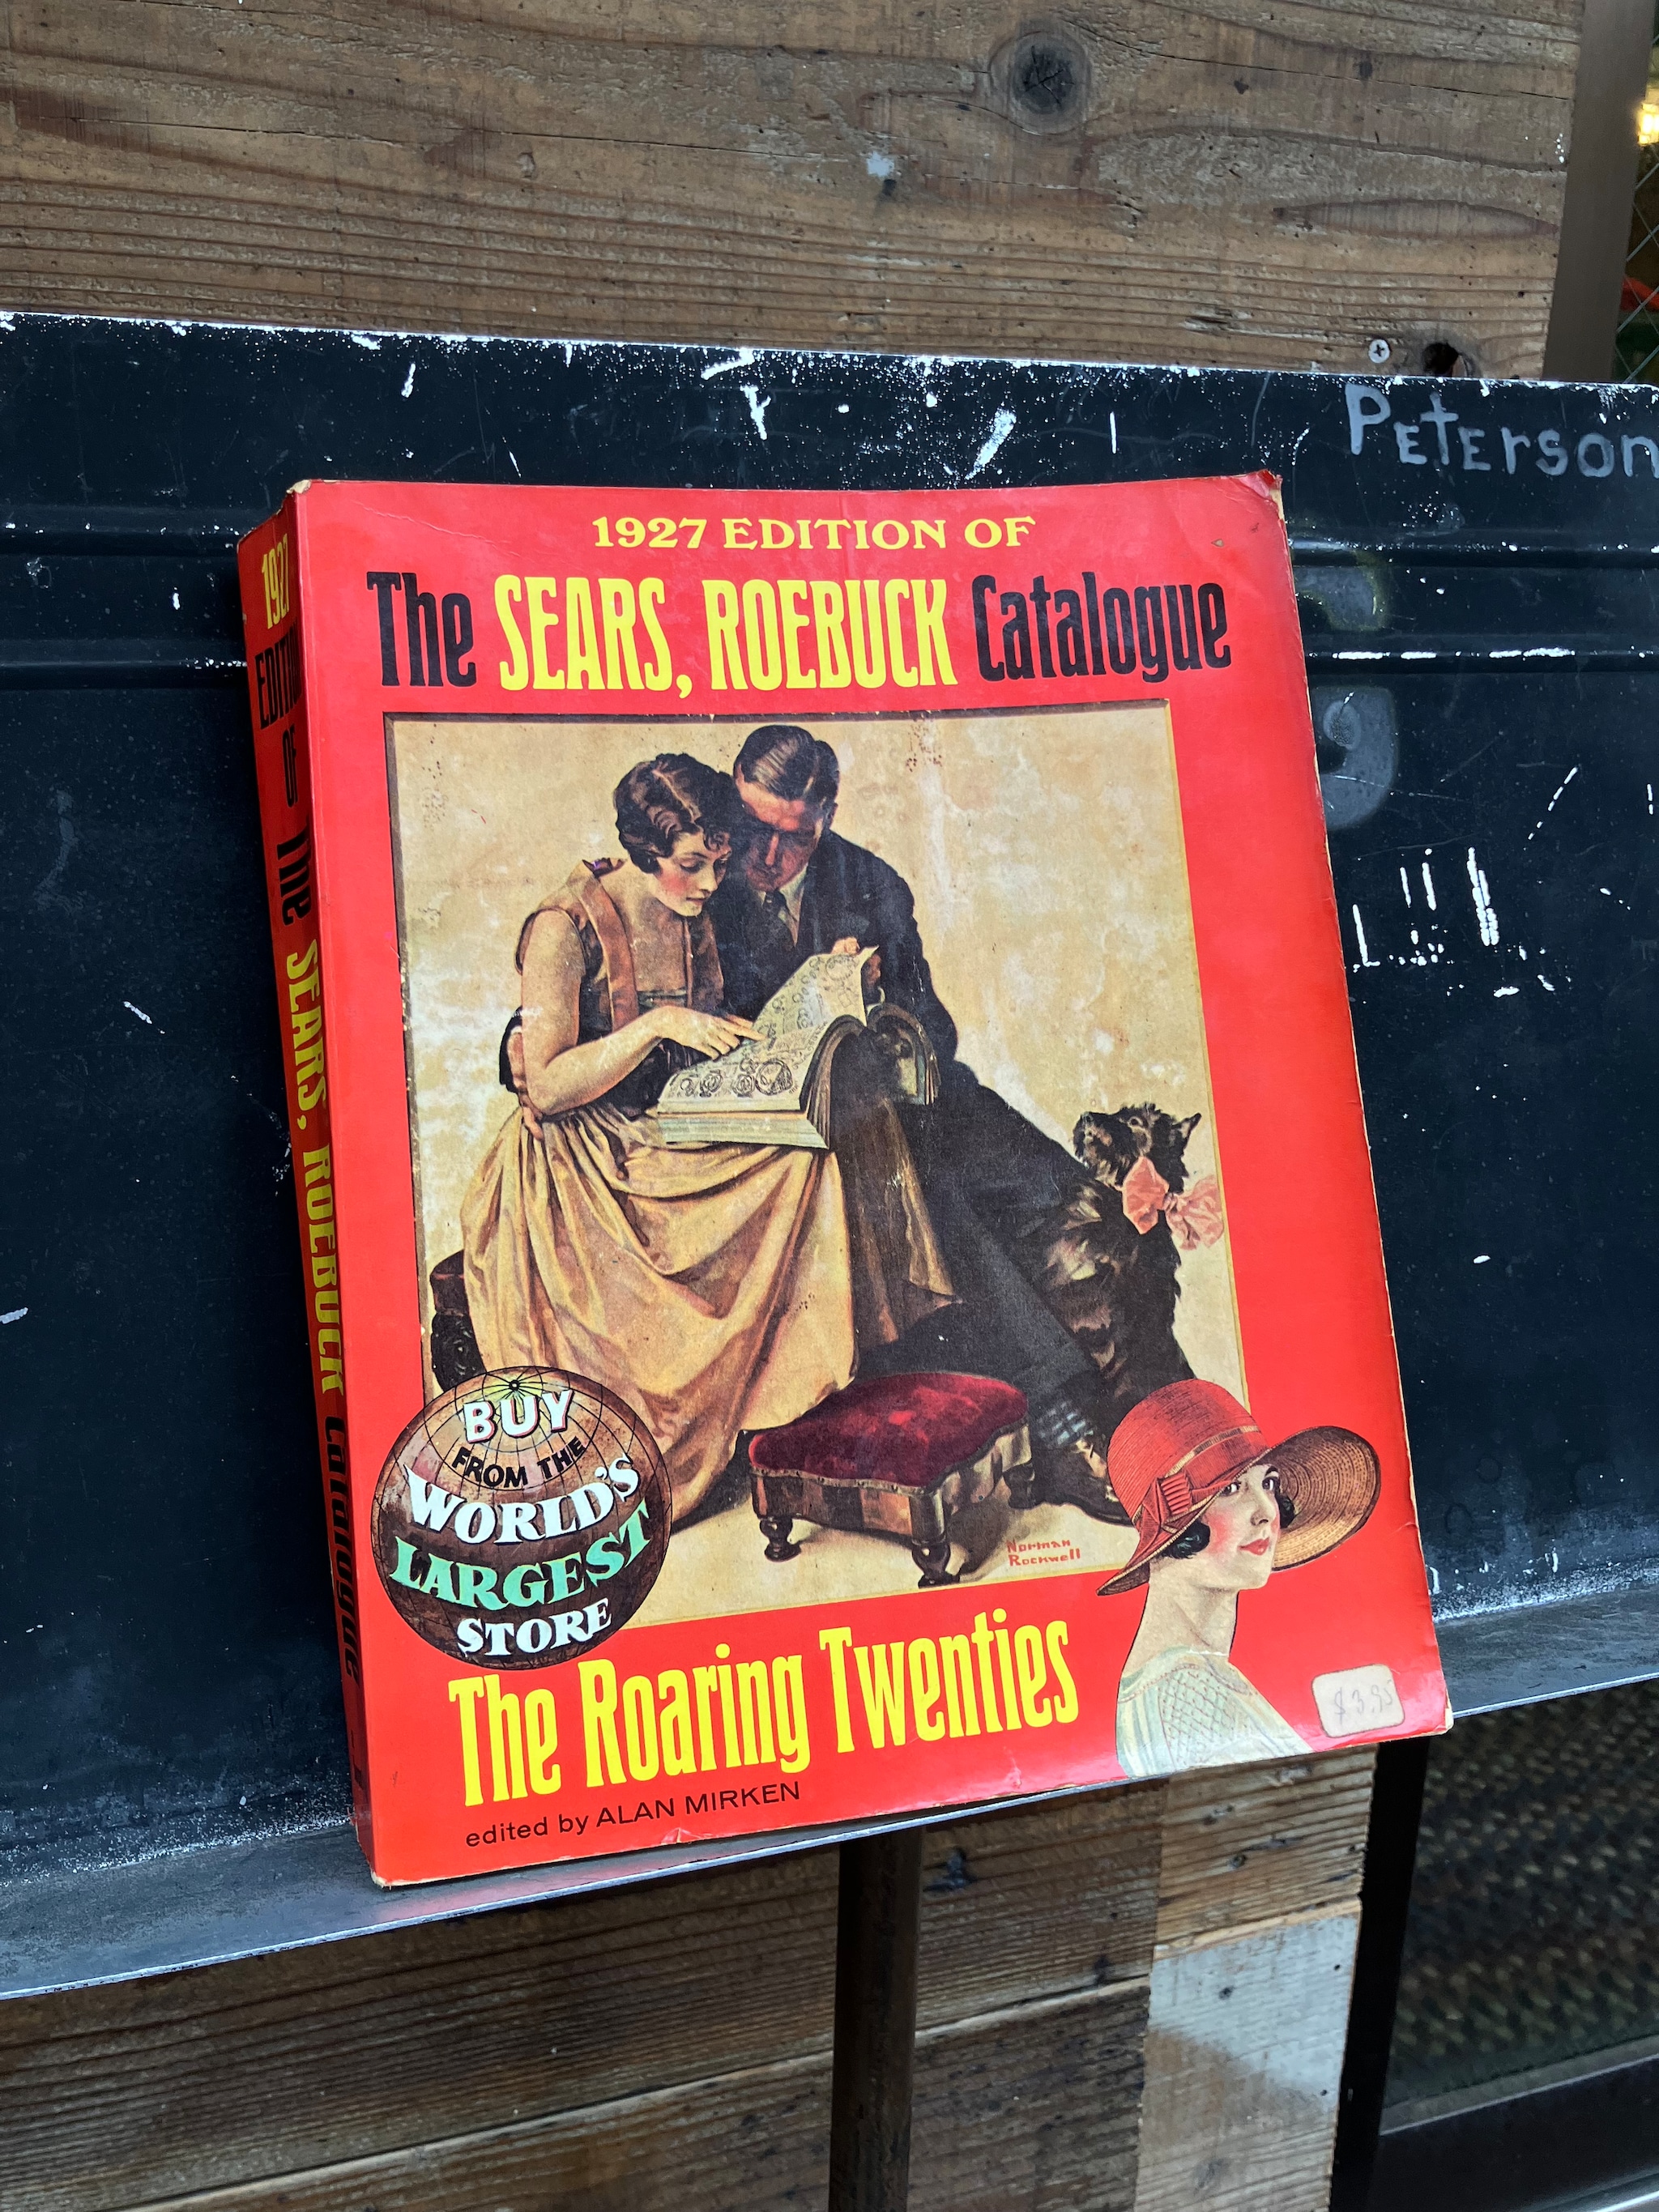 Peterson
1927 EDITION OF
The SEARS, ROEBUCK Catalogue
1927 EDITION OF The SEARS, ROEBUCK Catalogue
Norman
Rockwell
BUY
FROM THE
WORLD'S
LARGEST
STORE
The Roaring Twenties
edited by ALAN MIRKEN
$3.95